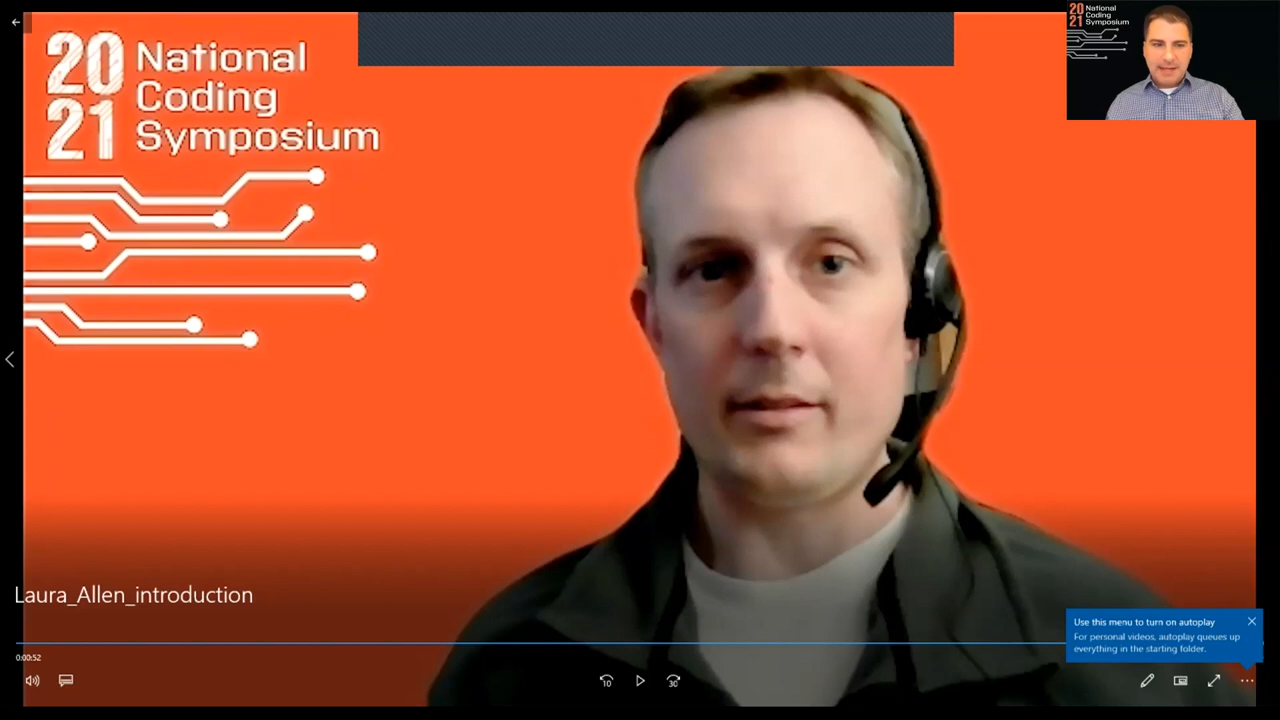 20 National
21 Coding
Symposium
20 National
21 Coding
Symposium
Laura_Allen_introduction
Use this menu to turn on autoplay
For personal videos, autoplay queues up
everything in the starting folder.
0:00:52
10
30